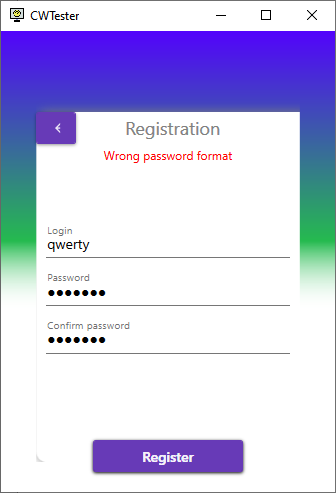 CWTester
Registration
Wrong password format
Login
qwerty
Password
●●●●●●●
Confirm password
●●●●●●●
Register